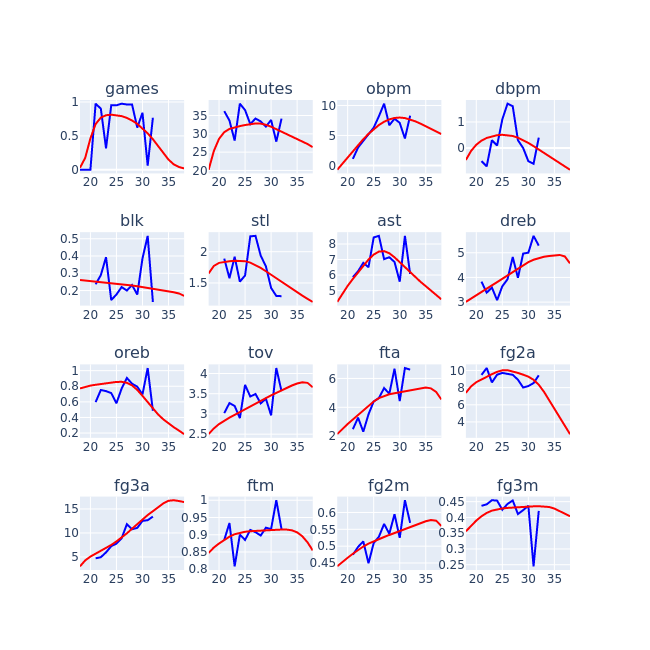 games minutes obpm dbpm
1 0.5 0 20 25 30 35
35 30 25 20 20 25 30 35
10 5 0 20 25 30 35
1 0 20 25 30 35
blk stl ast dreb
0.5 0.4 0.3 0.2 20 25 30 35
2 1.5 20 25 30 35
8 7 6 5 20 25 30 35
5 4 3 20 25 30 35
oreb tov fta fg2a
1 0.8 0.6 0.4 0.2 20 25 30 35
4 3.5 3 2.5 20 25 30 35
6 4 2 20 25 30 35
10 8 6 4 20 25 30 35
fg3a ftm fg2m fg3m
15 10 5 20 25 30 35
1 0.95 0.9 0.85 0.8 20 25 30 35
0.6 0.55 0.5 0.45 20 25 30 35
0.45 0.4 0.35 0.3 0.25 20 25 30 35